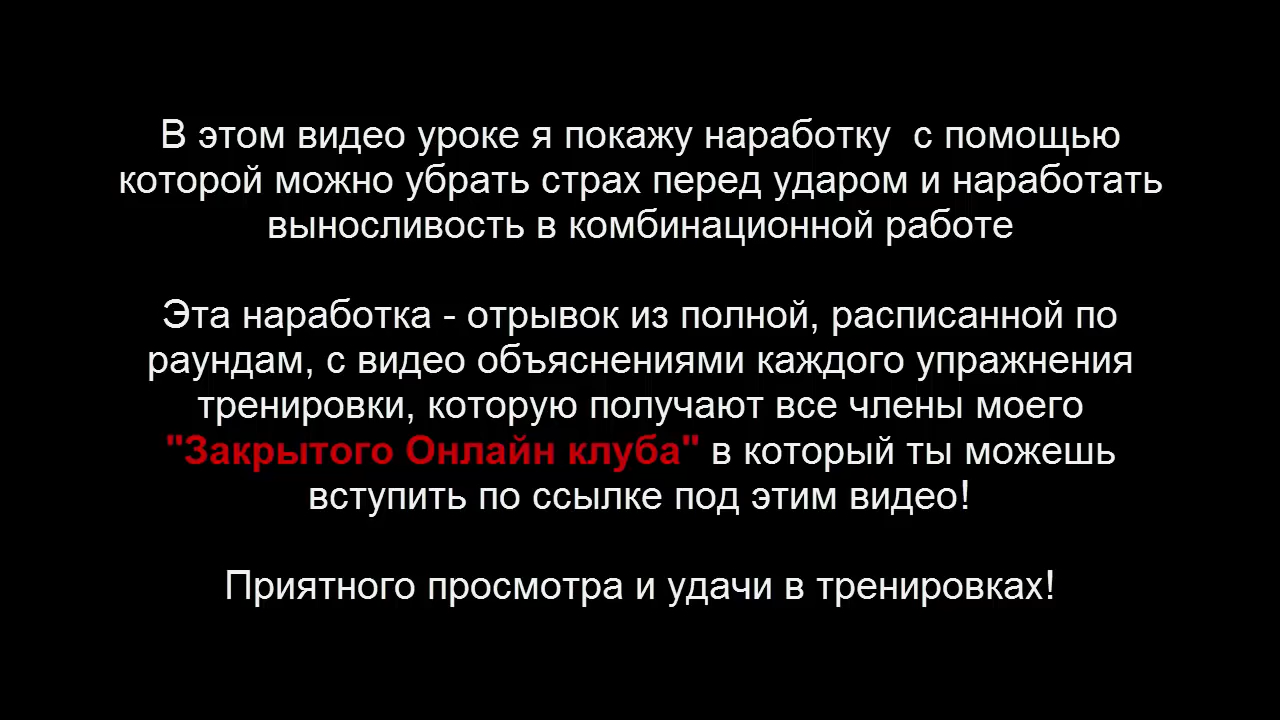 В этом видео уроке я покажу наработку  с помощью
которой можно убрать страх перед ударом и наработать
выносливость в комбинационной работе
Эта наработка - отрывок из полной, расписанной по
раундам, с видео объяснениями каждого упражнения
тренировки, которую получают все члены моего
"Закрытого Онлайн клуба" в который ты можешь
вступить по ссылке под этим видео!
Приятного просмотра и удачи в тренировках!